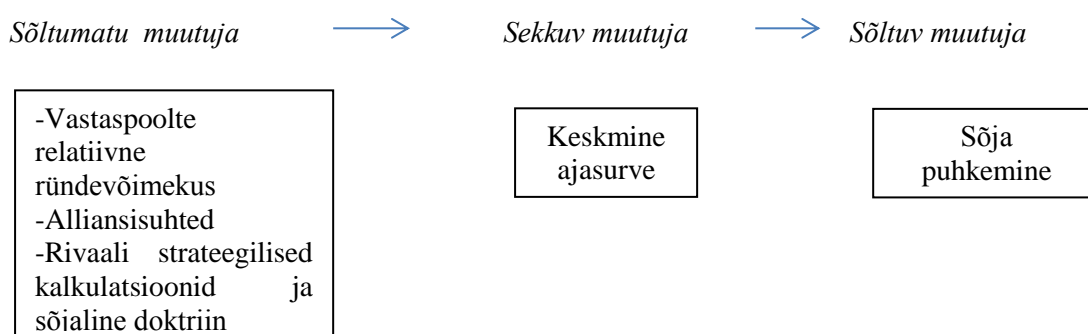 Sõltumatu muutuja
Sekkuv muutuja
Sõltuv muutuja
-Vastaspoolte
relatiivne
ründevõimekus
-Alliansisuhted
-Rivaali strateegilised
kalkulatsioonid ja
sõjaline doktriin
Keskmine
ajasurve
Sõja
puhkemine